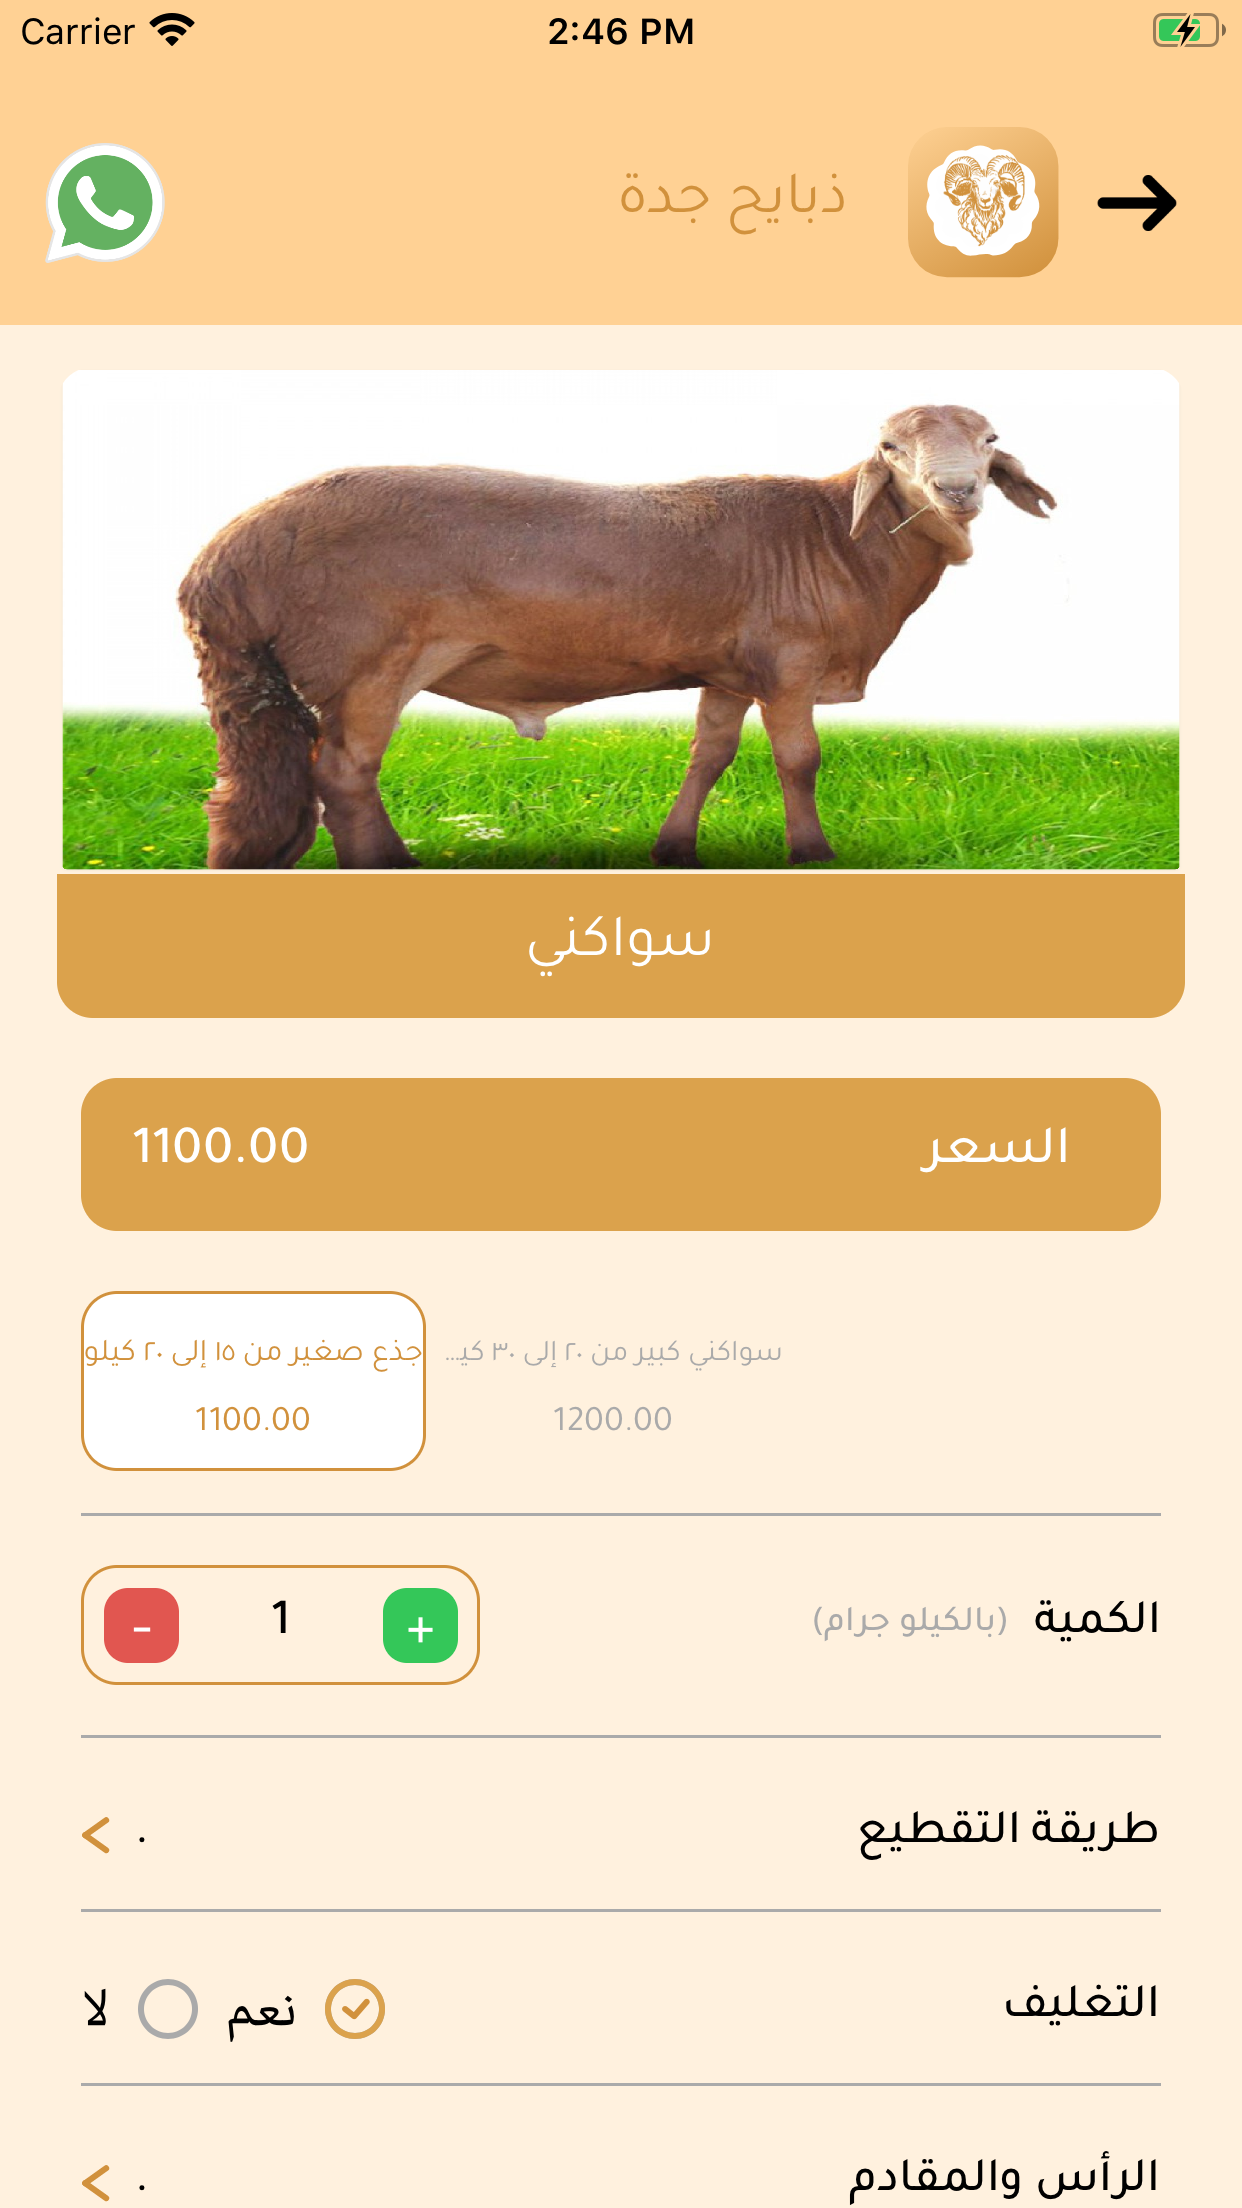 Carrier 2:46 PM
ذبايح جدة
سواكني
السعر 1100.00
سواكني كبير من ٢٠ إلى ٣٠ كيـ... جذع صغير من ١٥ إلى ٢٠ كيلو
1200.00 1100.00
الكمية (بالكيلو جرام) + 1 -
طريقة التقطيع .
التغليف نعم لا
الرأس والمقادم .